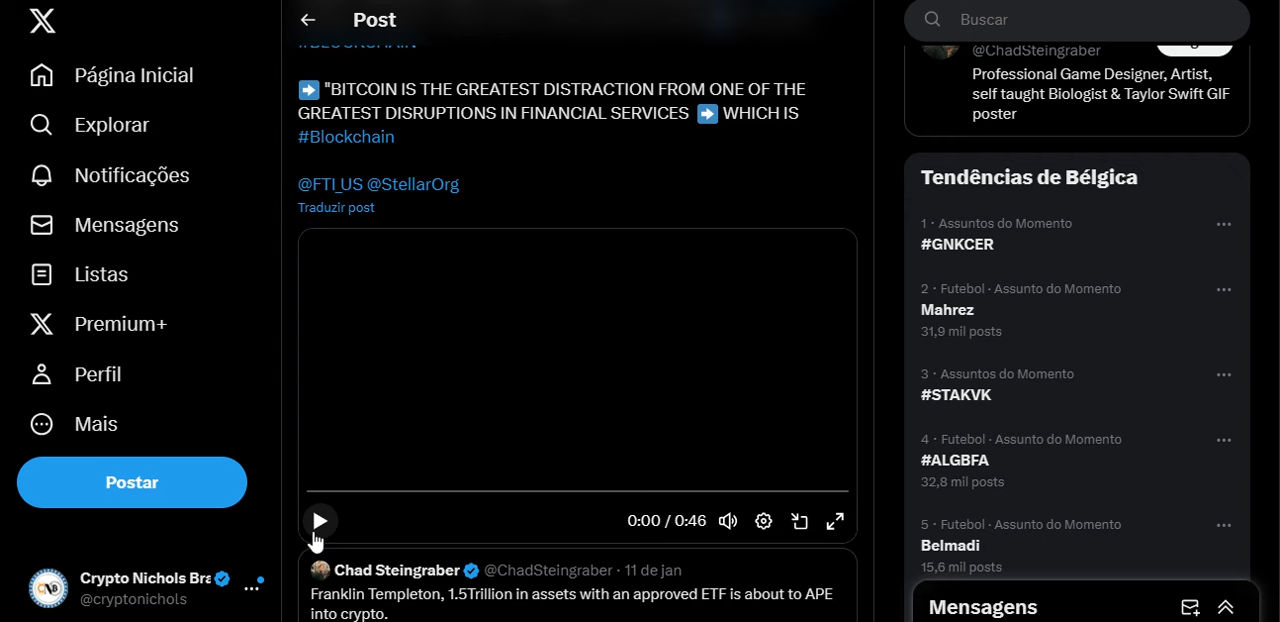 Página Inicial
Explorar
Notificações
Mensagens
Listas
Premium+
Perfil
Mais
Postar
Crypto Nichols Bra
@cryptonichols
Post
➡️ "BITCOIN IS THE GREATEST DISTRACTION FROM ONE OF THE
GREATEST DISRUPTIONS IN FINANCIAL SERVICES ➡️ WHICH IS
#Blockchain
@FTI_US @StellarOrg
Traduzir post
0:00 / 0:46
Chad Steingraber @ChadSteingraber · 11 de jan
Franklin Templeton, 1.5Trillion in assets with an approved ETF is about to APE
into crypto.
Buscar
@ChadSteingraber
Professional Game Designer, Artist,
self taught Biologist & Taylor Swift GIF
poster
Tendências de Bélgica
1 · Assuntos do Momento
#GNKCER
2 · Futebol · Assunto do Momento
Mahrez
31,9 mil posts
3 · Assuntos do Momento
#STAKVK
4 · Futebol · Assunto do Momento
#ALGBFA
32,8 mil posts
5 · Futebol · Assunto do Momento
Belmadi
15,6 mil posts
Mensagens